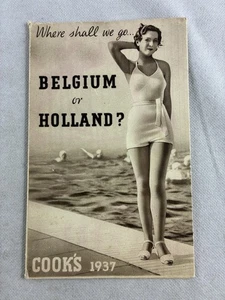 Where shall we go...
BELGIUM
or
HOLLAND?
COOK'S 1937